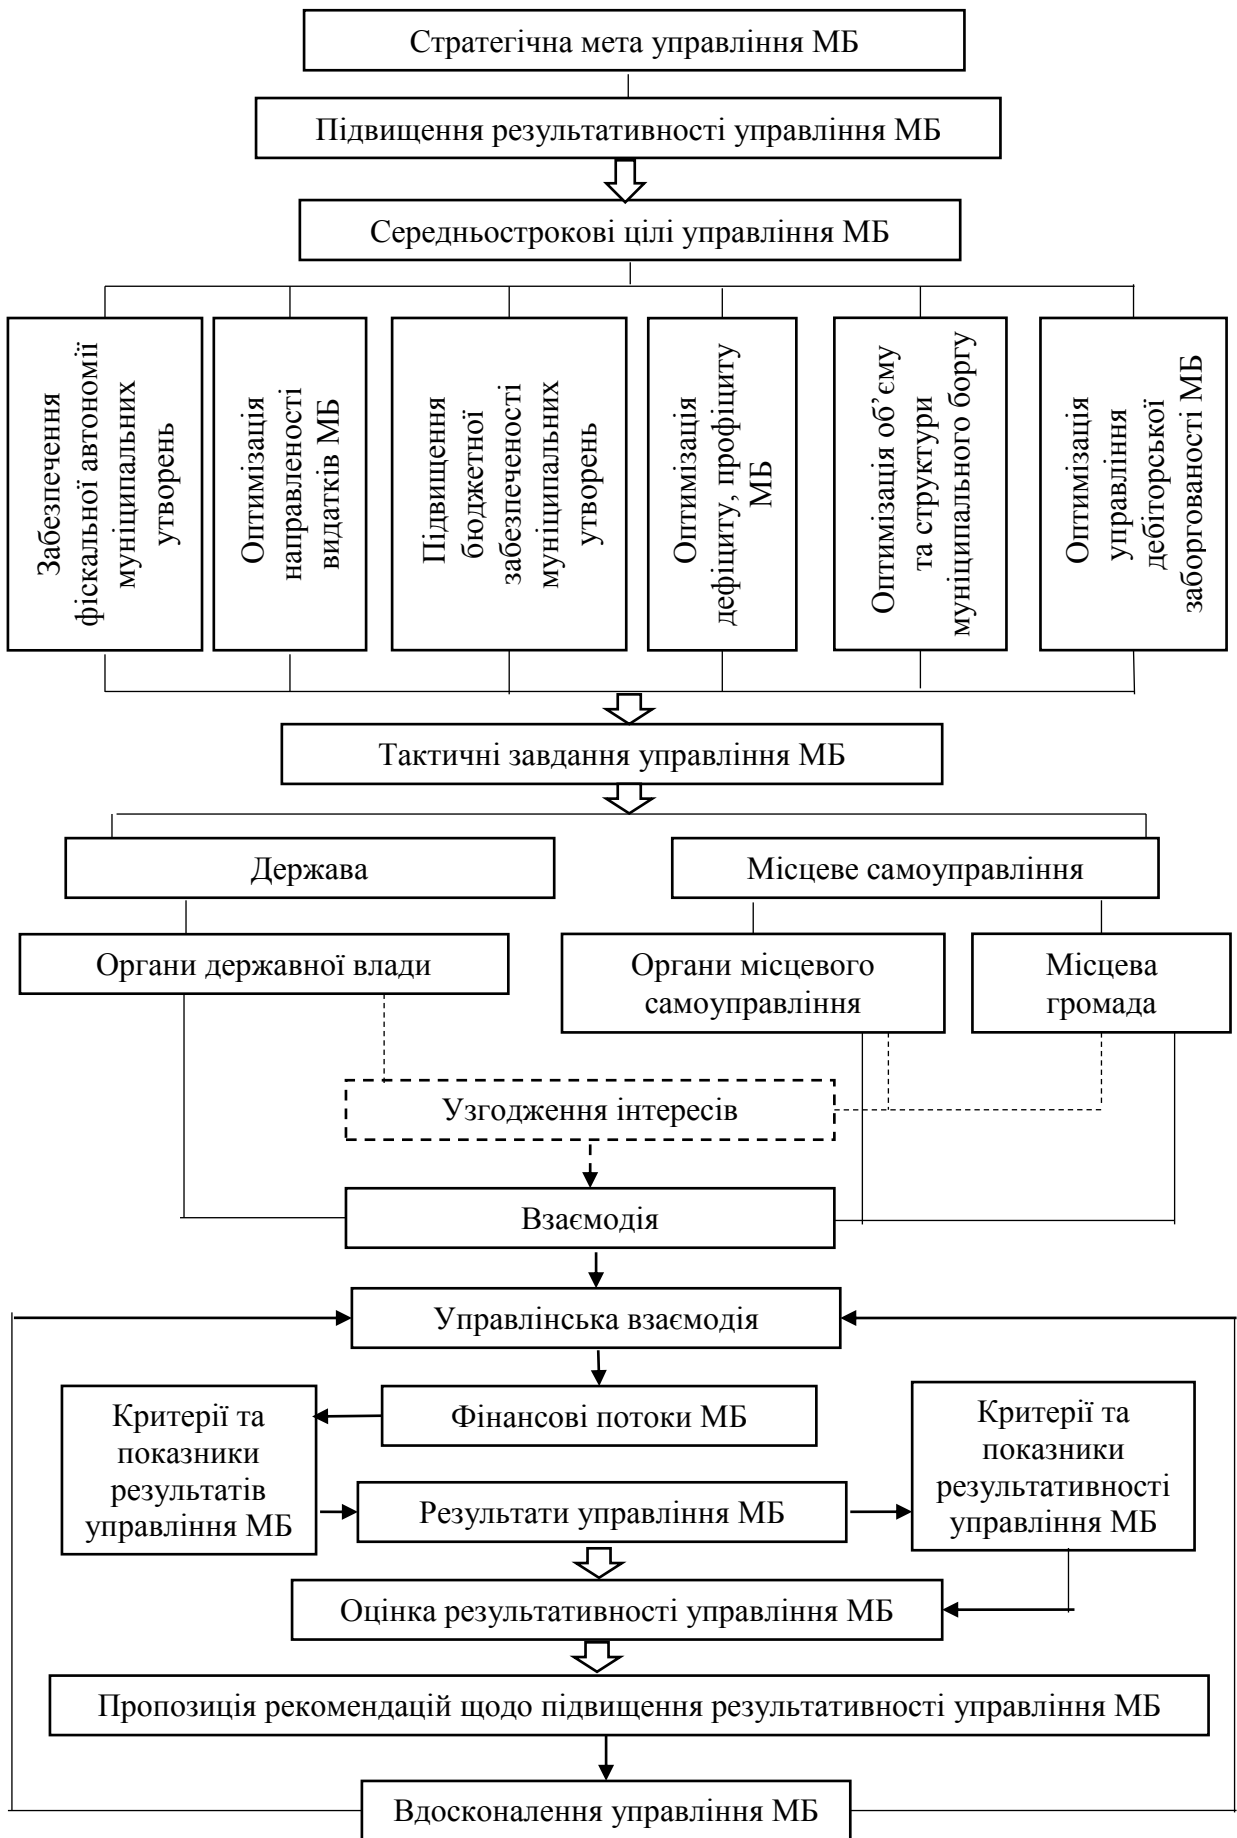 Стратегічна мета управління МБ
Підвищення результативності управління МБ
Середньострокові цілі управління МБ
Забезпечення
фіскальної автономії
муніципальних
утворень
Оптимізація
направленості
видатків МБ
Підвищення
бюджетної
забезпеченості
муніципальних
утворень
Оптимізація
дефіциту, профіциту
МБ
Оптимізація об’єму
та структури
муніципального боргу
Оптимізація
управління
дебіторської
заборгованості МБ
Тактичні завдання управління МБ
Держава
Місцеве самоуправління
Органи державної влади
Органи місцевого
самоуправління
Місцева
громада
Узгодження інтересів
Взаємодія
Управлінська взаємодія
Критерії та
показники
результатів
управління МБ
Фінансові потоки МБ
Критерії та
показники
результативності
управління МБ
Результати управління МБ
Оцінка результативності управління МБ
Пропозиція рекомендацій щодо підвищення результативності управління МБ
Вдосконалення управління МБ